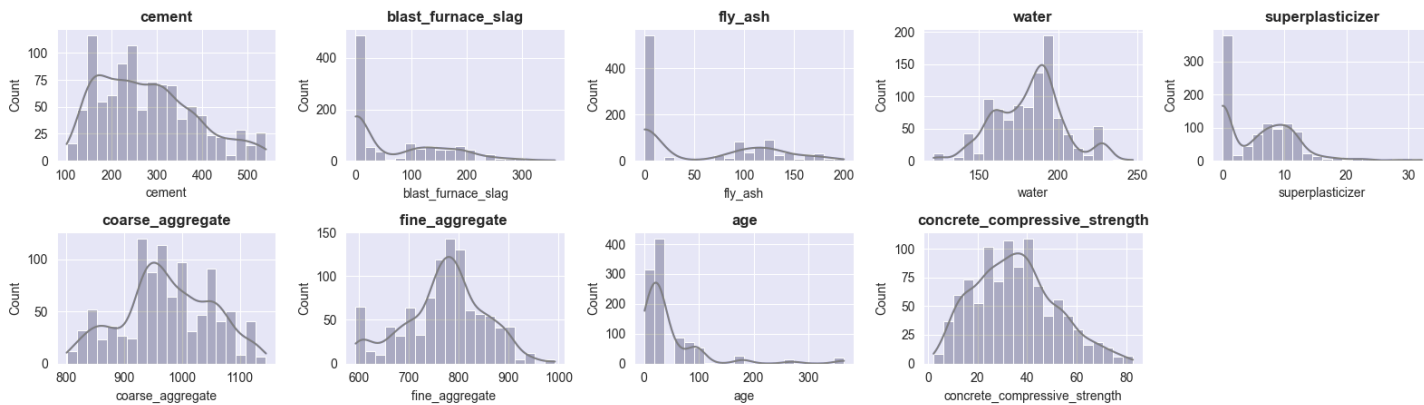 cement
blast_furnace_slag
fly_ash
water
superplasticizer
Count
100
75
50
25
0
100 200 300 400 500
cement
Count
400
200
0
0 100 200 300
blast_furnace_slag
Count
400
200
0
0 50 100 150 200
fly_ash
Count
200
150
100
50
0
150 200 250
water
Count
300
200
100
0
0 10 20 30
superplasticizer
coarse_aggregate
fine_aggregate
age
concrete_compressive_strength
Count
100
50
0
800 900 1000 1100
coarse_aggregate
Count
150
100
50
0
600 700 800 900 1000
fine_aggregate
Count
400
300
200
100
0
0 100 200 300
age
Count
100
75
50
25
0
0 20 40 60 80
concrete_compressive_strength